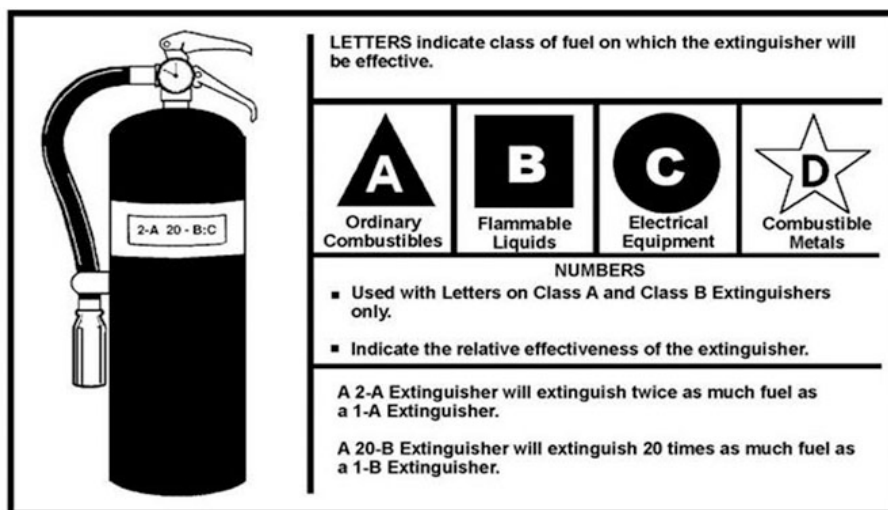 LETTERS indicate class of fuel on which the extinguisher will
be effective.
2-A 20 - B:C
A
Ordinary
Combustibles
B
Flammable
Liquids
C
Electrical
Equipment
D
Combustible
Metals
NUMBERS
▪ Used with Letters on Class A and Class B Extinguishers
only.
▪ Indicate the relative effectiveness of the extinguisher.
A 2-A Extinguisher will extinguish twice as much fuel as
a 1-A Extinguisher.
A 20-B Extinguisher will extinguish 20 times as much fuel as
a 1-B Extinguisher.